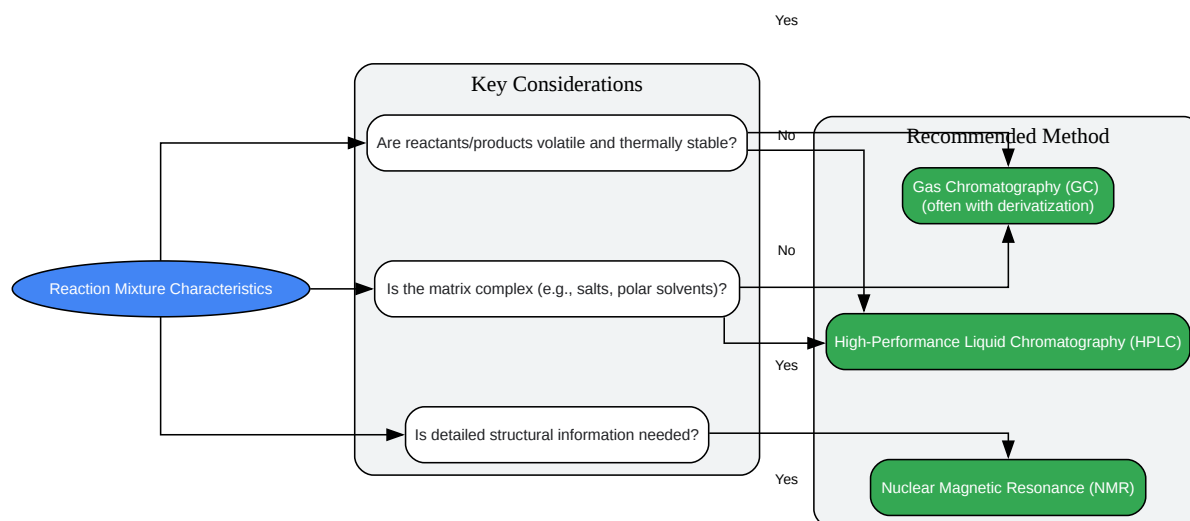 Yes
Key Considerations
No
Recommended Method
Are reactants/products volatile and thermally stable?
Gas Chromatography (GC)
(often with derivatization)
No
Reaction Mixture Characteristics
Is the matrix complex (e.g., salts, polar solvents)?
High-Performance Liquid Chromatography (HPLC)
Yes
Is detailed structural information needed?
Yes
Nuclear Magnetic Resonance (NMR)